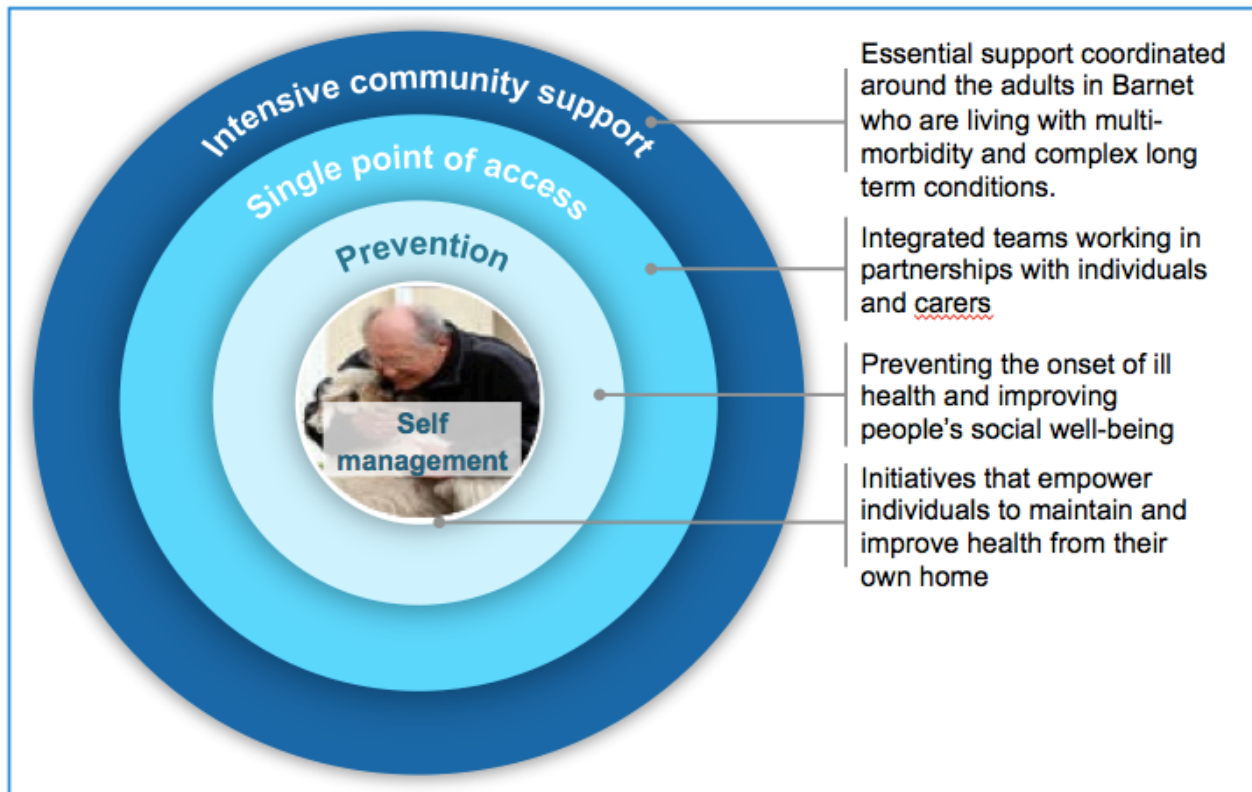 Intensive community support
Single point of access
Prevention
Self
management
Essential support coordinated
around the adults in Barnet
who are living with multi-
morbidity and complex long
term conditions.
Integrated teams working in
partnerships with individuals
and carers
Preventing the onset of ill
health and improving
people's social well-being
Initiatives that empower
individuals to maintain and
improve health from their
own home